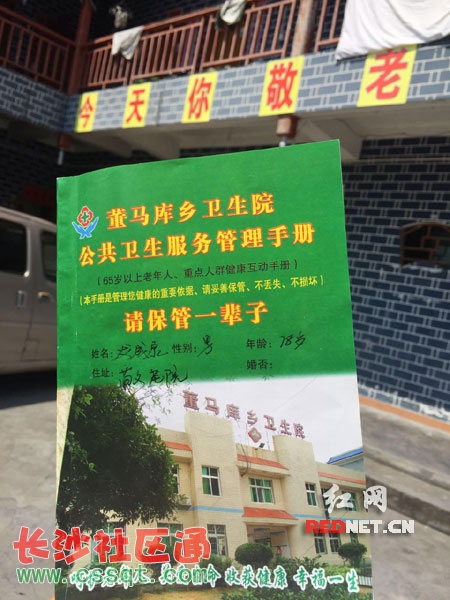 今天你敬老
董马库乡卫生院
公共卫生服务管理手册
（65岁以上老年人、重点人群健康互动手册）
（本手册是管理您健康的重要依据、请妥善保管、不丢失、不损坏）
请保管一辈子
姓名： 性别：男 年龄：78岁
住址： 婚否：
董马库乡卫生院
红网
REDNET.CN
长沙社区通
收获健康 幸福一生